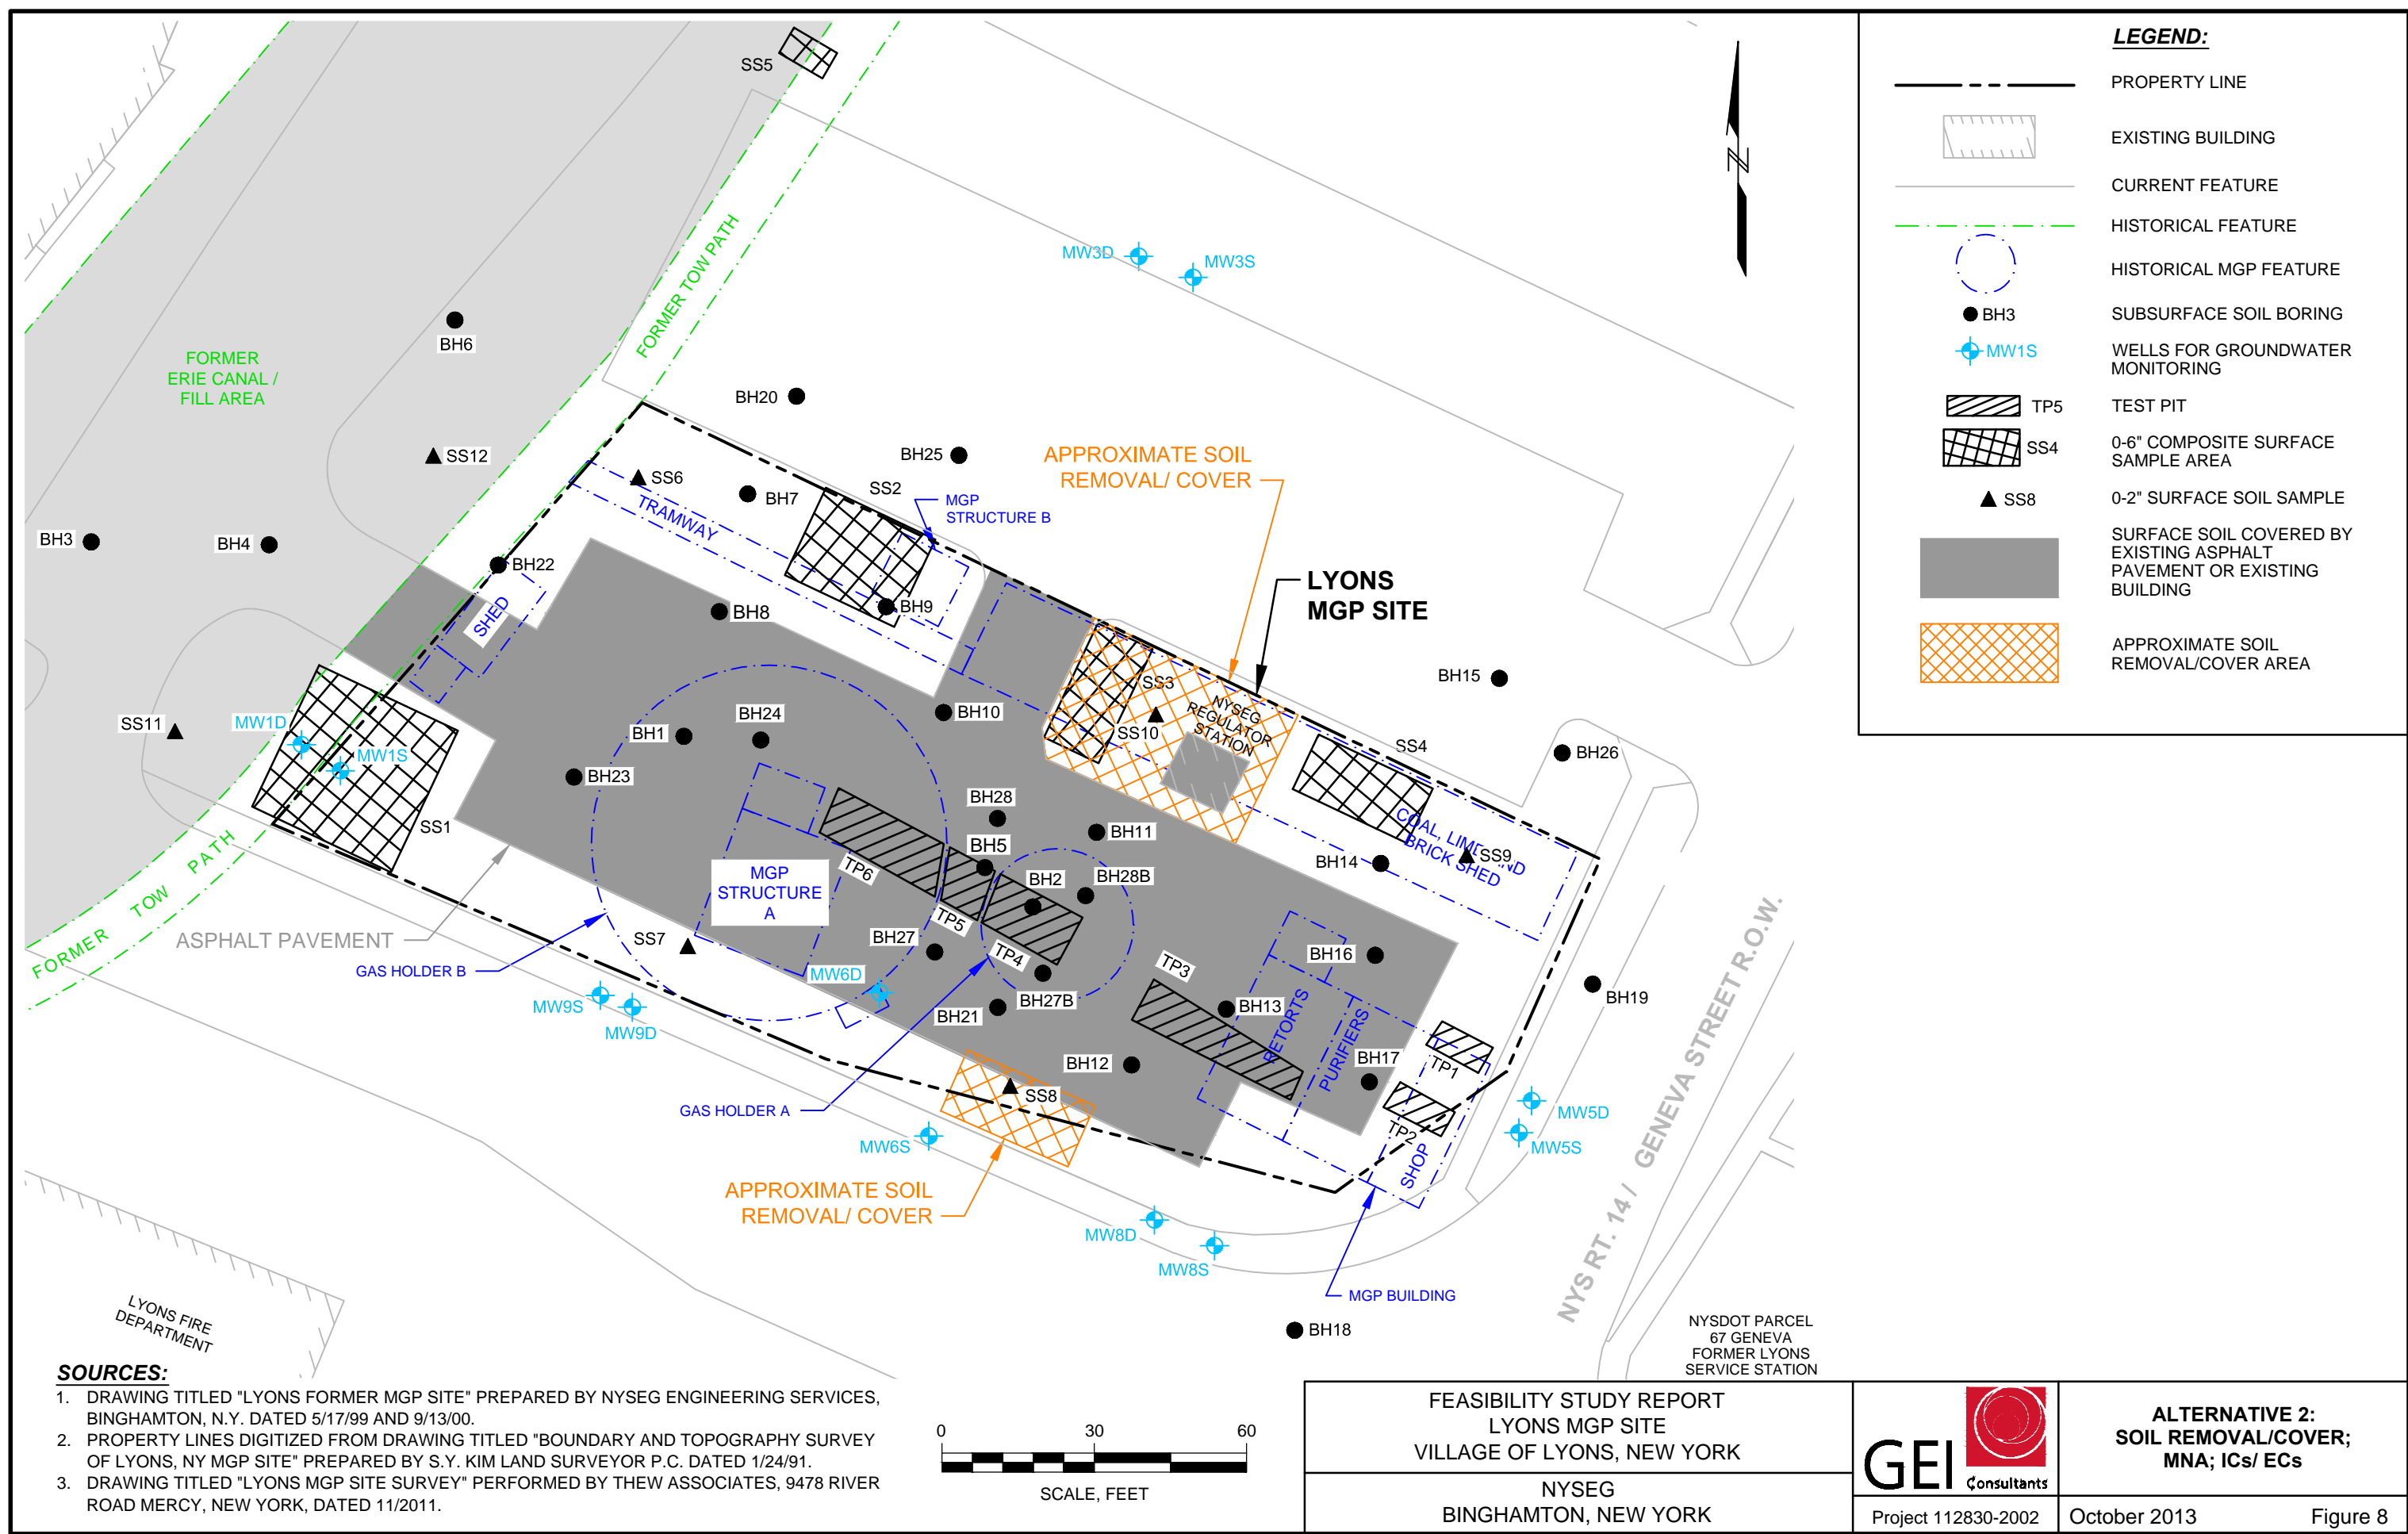 SS5
FORMER TOW PATH
MW3D
MW3S
N
BH6
FORMER
ERIE CANAL /
FILL AREA
BH20
SS12
BH25
APPROXIMATE SOIL
REMOVAL/ COVER
SS6
BH7
SS2
MGP
STRUCTURE B
TRAMWAY
BH3
BH4
BH22
SHED
BH8
BH9
LYONS
MGP SITE
BH15
SS3
NYSEG
REGULATOR
STATION
SS10
SS11
MW1D
MW1S
BH1
BH24
BH10
SS4
BH26
BH23
SS1
BH28
BH11
COAL, LIME AND
BRICK SHED
SS9
BH14
BH5
TP6
MGP
STRUCTURE
A
BH2
BH28B
FORMER TOW PATH
ASPHALT PAVEMENT
SS7
TP5
BH27
TP4
TP3
BH16
GAS HOLDER B
MW6D
BH27B
BH19
MW9S
MW9D
BH21
BH13
RETORTS
PURIFIERS
BH12
BH17
TP1
SS8
GAS HOLDER A
TP2
MW5D
MW5S
MW6S
SHOP
APPROXIMATE SOIL
REMOVAL/ COVER
MW8D
MW8S
MGP BUILDING
NYS RT. 14 / GENEVA STREET R.O.W.
BH18
LYONS FIRE
DEPARTMENT
NYSDOT PARCEL
67 GENEVA
FORMER LYONS
SERVICE STATION
LEGEND:
PROPERTY LINE
EXISTING BUILDING
CURRENT FEATURE
HISTORICAL FEATURE
HISTORICAL MGP FEATURE
BH3 SUBSURFACE SOIL BORING
MW1S WELLS FOR GROUNDWATER
MONITORING
TP5 TEST PIT
SS4 0-6" COMPOSITE SURFACE
SAMPLE AREA
SS8 0-2" SURFACE SOIL SAMPLE
SURFACE SOIL COVERED BY
EXISTING ASPHALT
PAVEMENT OR EXISTING
BUILDING
APPROXIMATE SOIL
REMOVAL/COVER AREA
SOURCES:
1. DRAWING TITLED "LYONS FORMER MGP SITE" PREPARED BY NYSEG ENGINEERING SERVICES,
BINGHAMTON, N.Y. DATED 5/17/99 AND 9/13/00.
2. PROPERTY LINES DIGITIZED FROM DRAWING TITLED "BOUNDARY AND TOPOGRAPHY SURVEY
OF LYONS, NY MGP SITE" PREPARED BY S.Y. KIM LAND SURVEYOR P.C. DATED 1/24/91.
3. DRAWING TITLED "LYONS MGP SITE SURVEY" PERFORMED BY THEW ASSOCIATES, 9478 RIVER
ROAD MERCY, NEW YORK, DATED 11/2011.
0 30 60
SCALE, FEET
FEASIBILITY STUDY REPORT
LYONS MGP SITE
VILLAGE OF LYONS, NEW YORK
NYSEG
BINGHAMTON, NEW YORK
GEI
Consultants
Project 112830-2002
ALTERNATIVE 2:
SOIL REMOVAL/COVER;
MNA; ICs/ ECs
October 2013
Figure 8